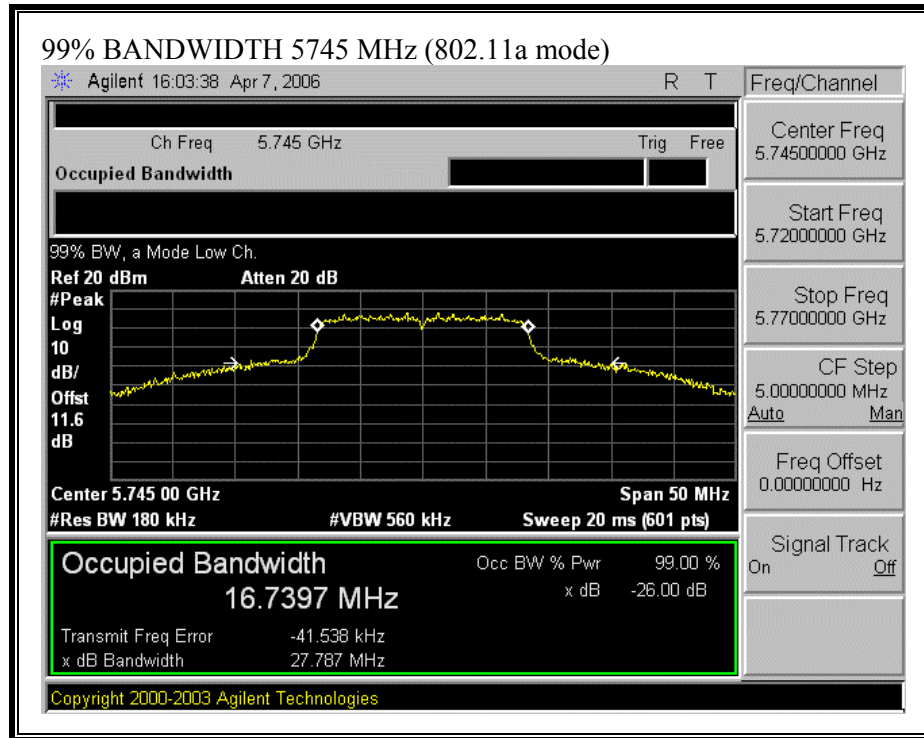 99% BANDWIDTH 5745 MHz (802.11a mode)
Agilent 16:03:38 Apr 7, 2006 R T
Freq/Channel
Ch Freq 5.745 GHz Trig Free
Occupied Bandwidth
Center Freq
5.74500000 GHz
Start Freq
5.72000000 GHz
Stop Freq
5.77000000 GHz
CF Step
5.00000000 MHz
Auto Man
Freq Offset
0.00000000 Hz
Signal Track
On Off
99% BW, a Mode Low Ch.
Ref 20 dBm Atten 20 dB
#Peak
Log
10
dB/
Offst
11.6
dB
Center 5.745 00 GHz Span 50 MHz
#Res BW 180 kHz #VBW 560 kHz Sweep 20 ms (601 pts)
Occupied Bandwidth Occ BW % Pwr 99.00 %
16.7397 MHz x dB -26.00 dB
Transmit Freq Error -41.538 kHz
x dB Bandwidth 27.787 MHz
Copyright 2000-2003 Agilent Technologies